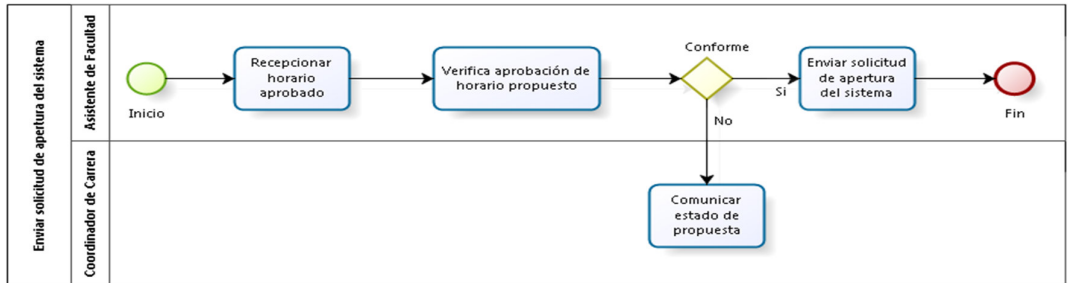 Enviar solicitud de apertura del sistema
Asistente de Facultad
Inicio
Recepcionar
horario
aprobado
Verifica aprobación de
horario propuesto
Conforme
Si
No
Enviar solicitud
de apertura
del sistema
Fin
Coordinador de Carrera
Comunicar
estado de
propuesta